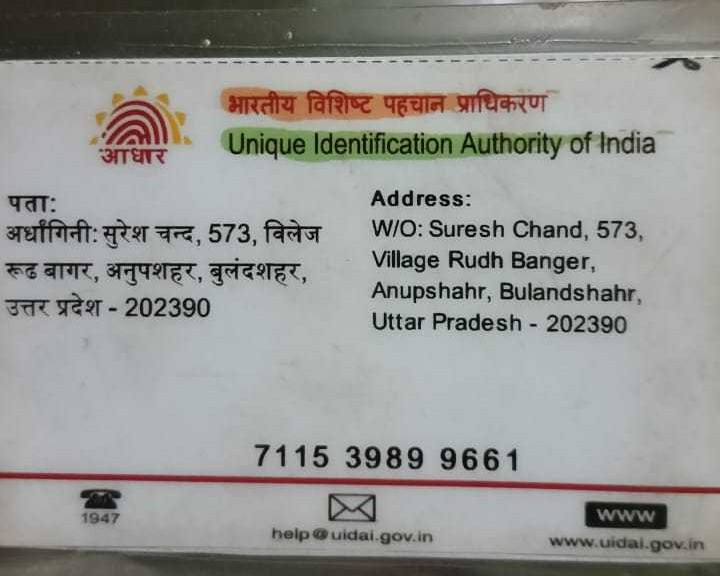 भारतीय विशिष्ट पहचान प्राधिकरण
Unique Identification Authority of India
आधार
पता:
अर्धांगिनी: सुरेश चन्द, 573, विलेज
रूढ बागर, अनुपशहर, बुलंदशहर,
उत्तर प्रदेश - 202390
Address:
W/O: Suresh Chand, 573,
Village Rudh Banger,
Anupshahr, Bulandshahr,
Uttar Pradesh - 202390
7115 3989 9661
1947
help@uidai.gov.in
www
www.uidai.gov.in